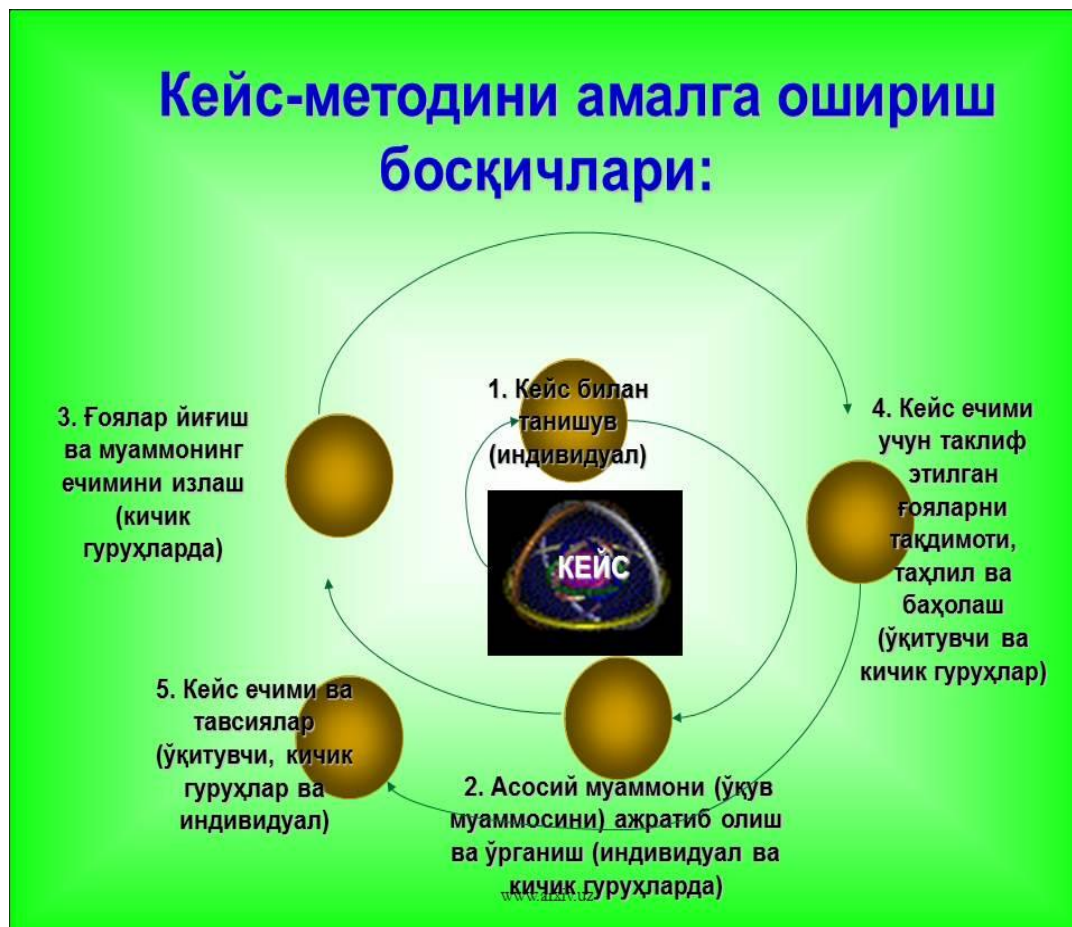 Кейс-методини амалга ошириш
босқичлари:
1. Кейс билан
танишув
(индивидуал)
КЕЙС
2. Асосий муаммони (ўқув
муаммосини) ажратиб олиш
ва ўрганиш (индивидуал ва
кичик гуруҳларда)
3. Ғоялар йиғиш
ва муаммонинг
ечимини излаш
(кичик
гуруҳларда)
4. Кейс ечими
учун таклиф
этилган
ғояларни
тақдимоти,
таҳлил ва
баҳолаш
(ўқитувчи ва
кичик гуруҳлар)
5. Кейс ечими ва
тавсиялар
(ўқитувчи, кичик
гуруҳлар ва
индивидуал)
www.arxiv.uz